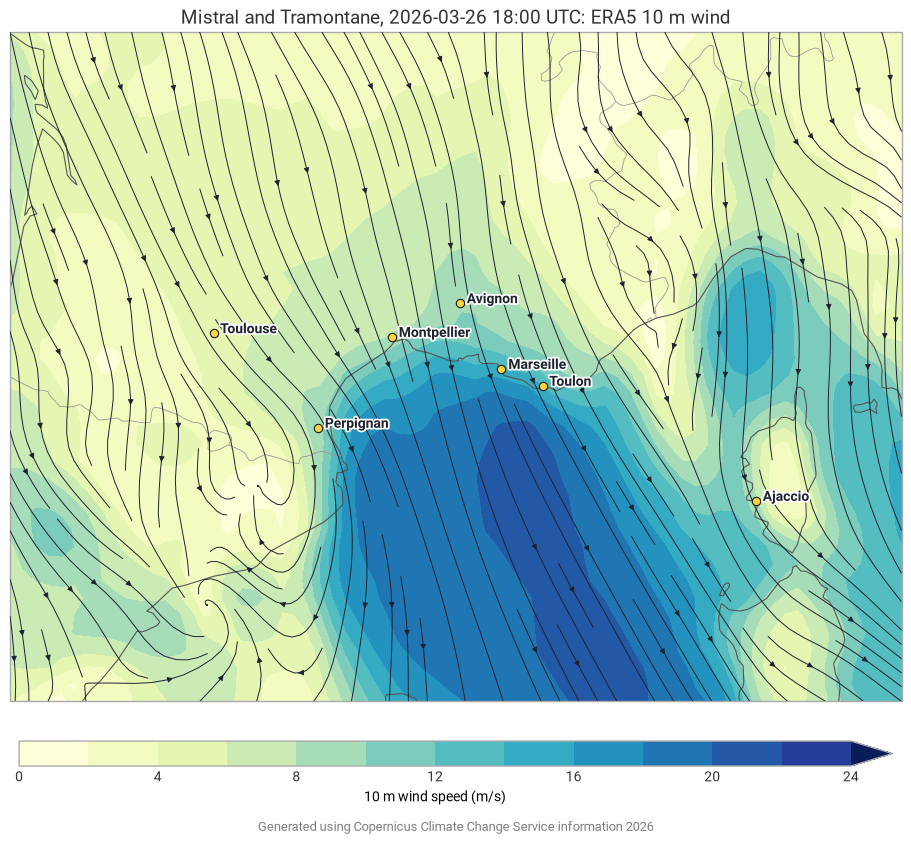 Mistral and Tramontane, 2026-03-26 18:00 UTC: ERA5 10 m wind
Avignon
Toulouse
Montpellier
Marseille
Toulon
Perpignan
Ajaccio
0 4 8 12 16 20 24
10 m wind speed (m/s)
Generated using Copernicus Climate Change Service information 2026